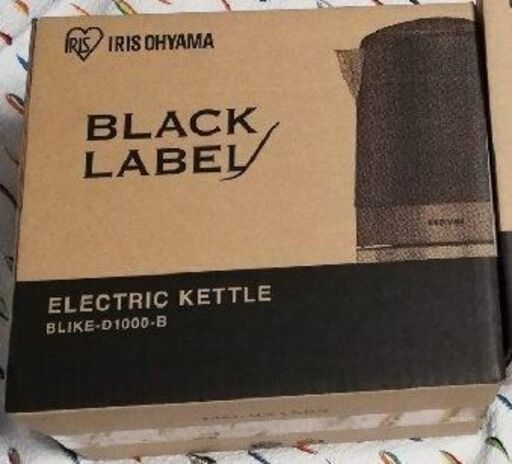 IRIS IRIS OHYAMA
BLACK
LABEL
ELECTRIC KETTLE
BLIKE-D1000-B